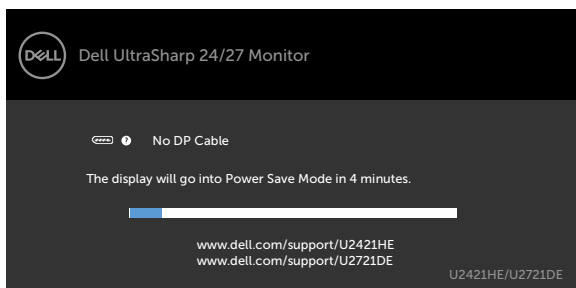 DELL Dell UltraSharp 24/27 Monitor
No DP Cable
The display will go into Power Save Mode in 4 minutes.
www.dell.com/support/U2421HE
www.dell.com/support/U2721DE
U2421HE/U2721DE